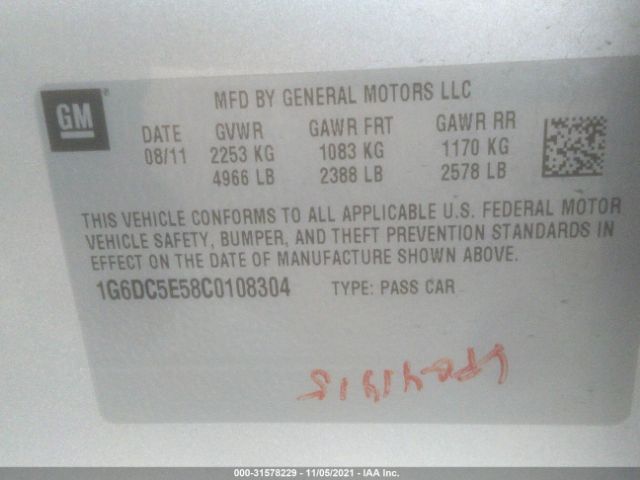 GM
MFD BY GENERAL MOTORS LLC
DATE GVWR GAWR FRT GAWR RR
08/11 2253 KG 1083 KG 1170 KG
4966 LB 2388 LB 2578 LB
THIS VEHICLE CONFORMS TO ALL APPLICABLE U.S. FEDERAL MOTOR
VEHICLE SAFETY, BUMPER, AND THEFT PREVENTION STANDARDS IN
EFFECT ON THE DATE OF MANUFACTURE SHOWN ABOVE.
1G6DC5E58C0108304 TYPE: PASS CAR
000-31578229 - 11/05/2021 - IAA Inc.